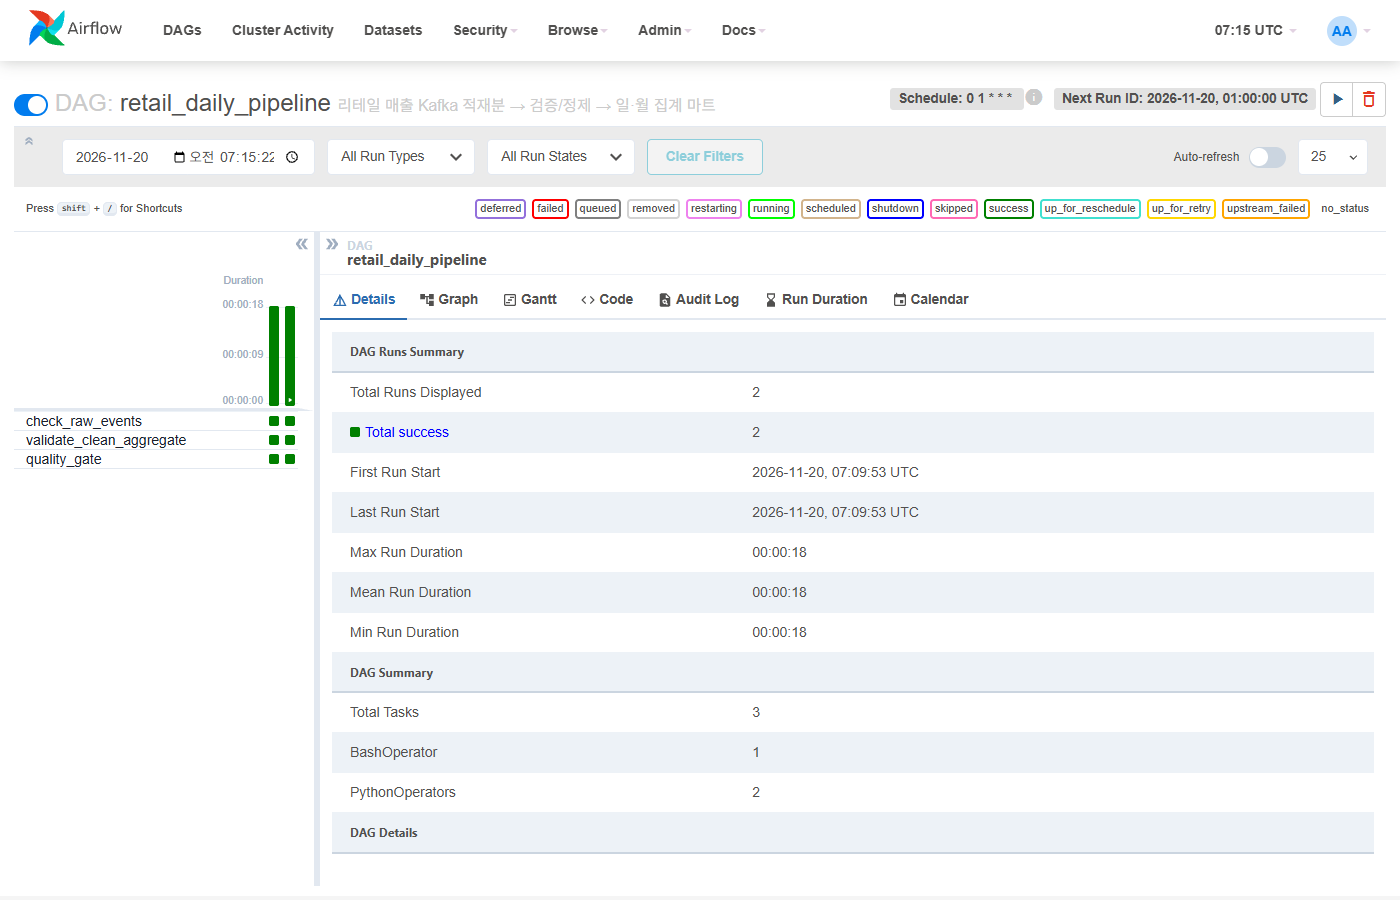 Airflow DAGs Cluster Activity Datasets Security Browse Admin Docs 07:15 UTC AA
DAG: retail_daily_pipeline 리테일 매출 Kafka 적재분 → 검증/정제 → 일·월 집계 마트 Schedule: 0 1 * * * i Next Run ID: 2026-11-20, 01:00:00 UTC
2026-11-20 오전 07:15:22 All Run Types All Run States Clear Filters Auto-refresh 25
Press shift + / for Shortcuts deferred failed queued removed restarting running scheduled shutdown skipped success up_for_reschedule up_for_retry upstream_failed no_status
DAG
retail_daily_pipeline
Duration
00:00:18
00:00:09
00:00:00
check_raw_events
validate_clean_aggregate
quality_gate
Details Graph Gantt Code Audit Log Run Duration Calendar
DAG Runs Summary
Total Runs Displayed 2
Total success 2
First Run Start 2026-11-20, 07:09:53 UTC
Last Run Start 2026-11-20, 07:09:53 UTC
Max Run Duration 00:00:18
Mean Run Duration 00:00:18
Min Run Duration 00:00:18
DAG Summary
Total Tasks 3
BashOperator 1
PythonOperators 2
DAG Details